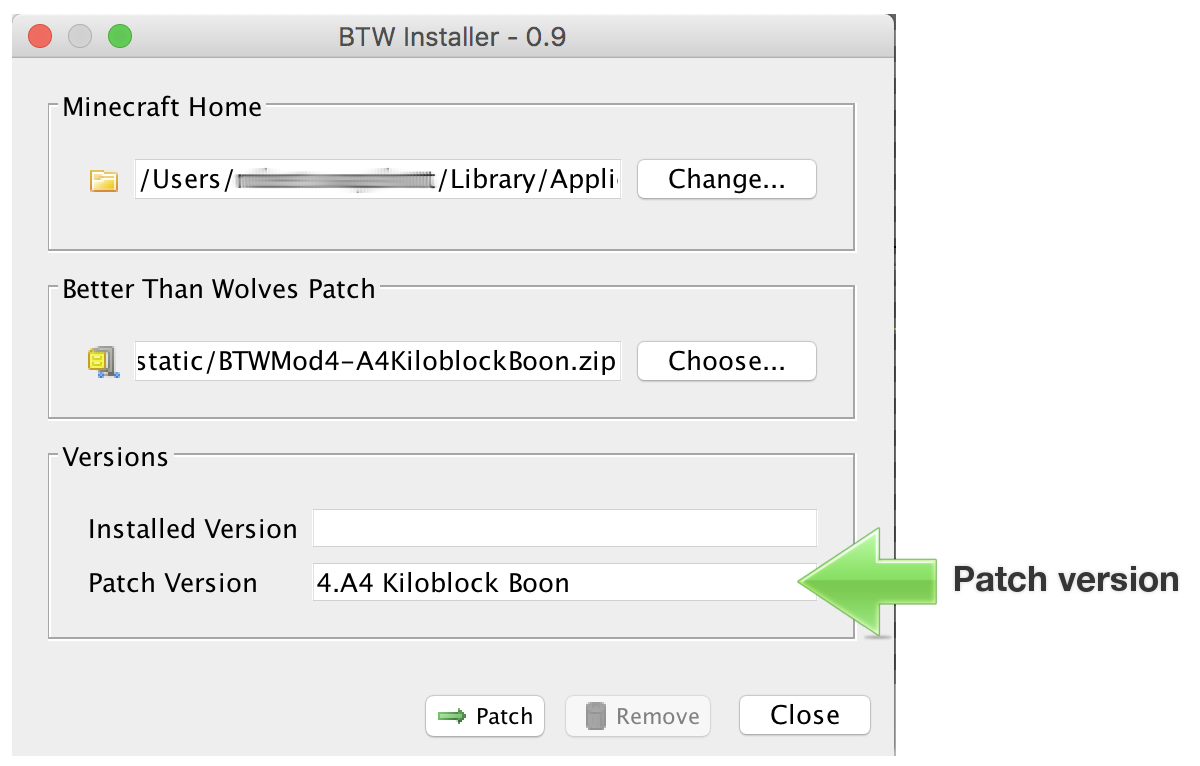 BTW Installer - 0.9
Minecraft Home
/Users/ /Library/Appli
Change...
Better Than Wolves Patch
static/BTWMod4-A4KiloblockBoon.zip
Choose...
Versions
Installed Version
Patch Version 4.A4 Kiloblock Boon
Patch version
Patch Remove Close